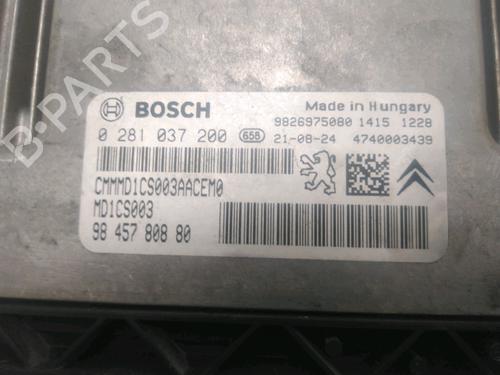 B-PARTS
BOSCH
Made in Hungary
9826975080 1415 1228
0 281 037 200 658 21-08-24 4740003439
CMMMD1CS003AACEM0
MD1CS003
98 457 808 80